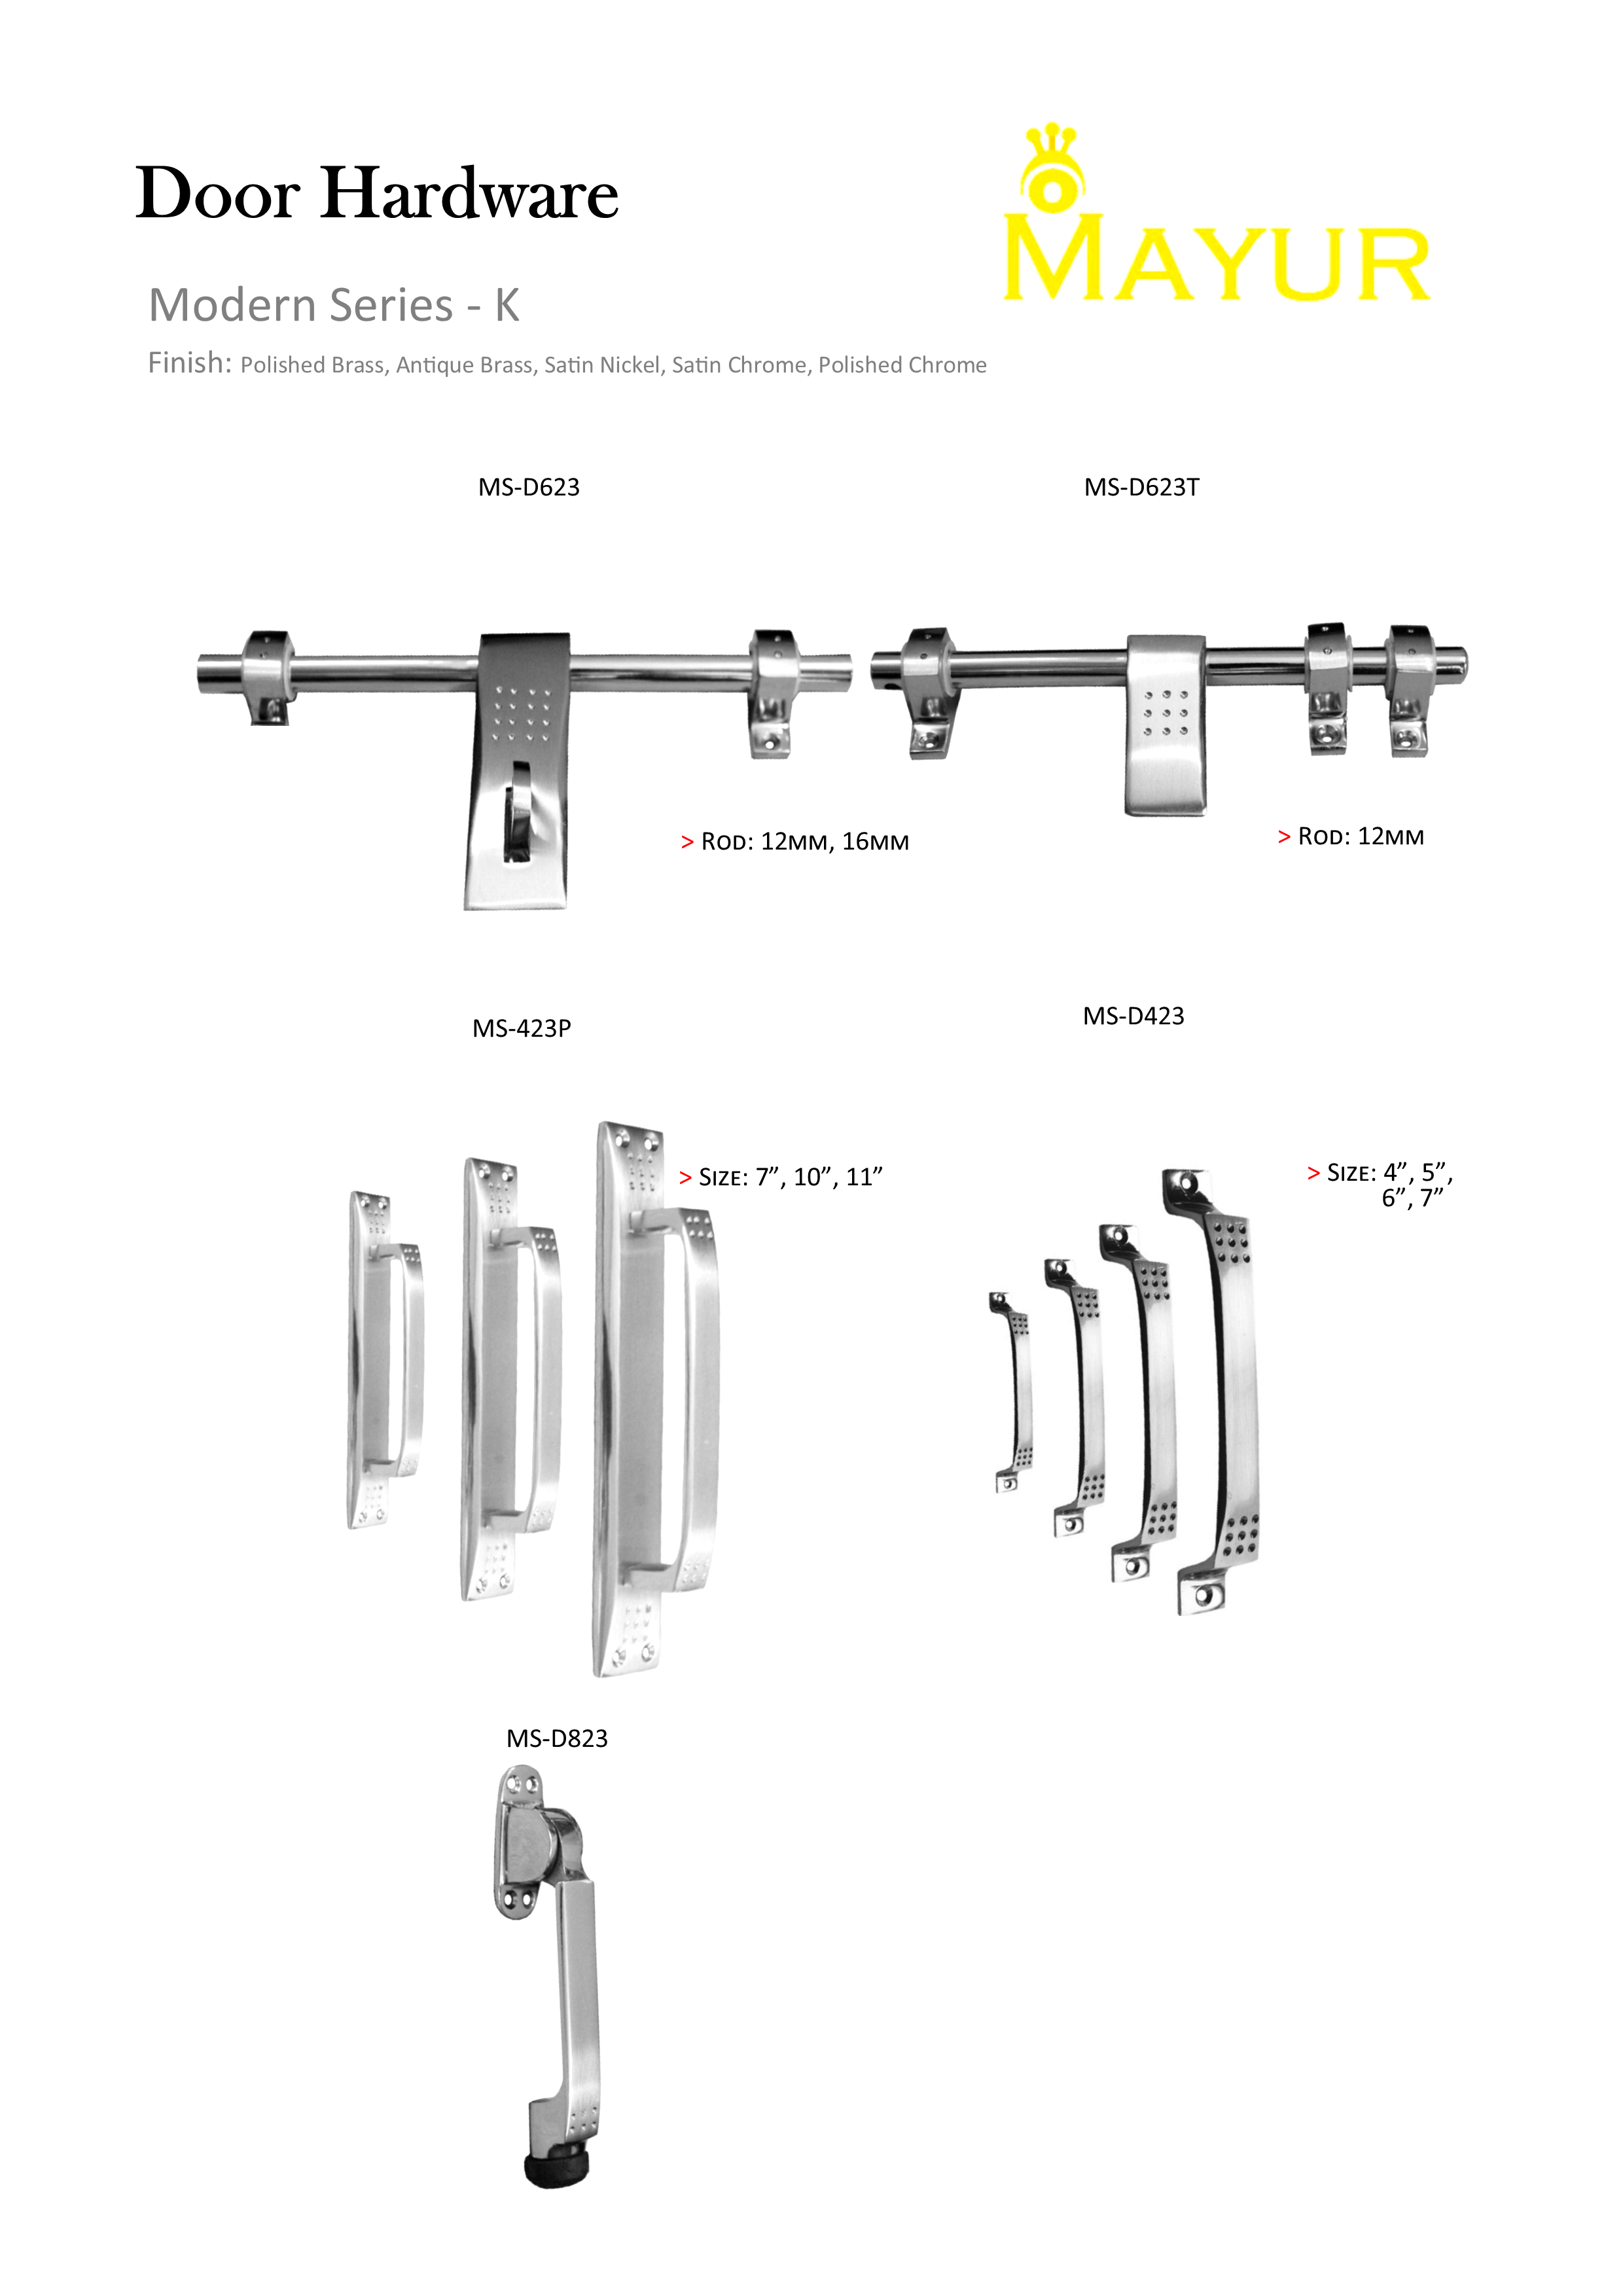 Door Hardware
MAYUR
Modern Series - K
Finish: Polished Brass, Antique Brass, Satin Nickel, Satin Chrome, Polished Chrome
MS-D623
MS-D623T
> Rod: 12mm, 16mm
> Rod: 12mm
MS-423P
MS-D423
> Size: 7”, 10”, 11”
> Size: 4”, 5”,
6”, 7”
MS-D823